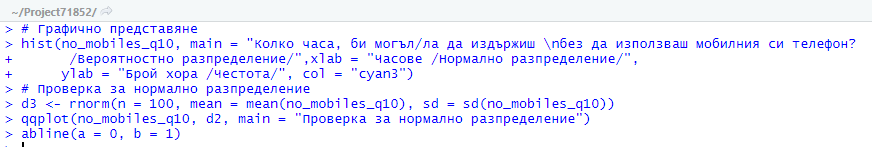 ~/Project71852/
> # Графично представяне
> hist(no_mobiles_q10, main = "Колко часа, би могъл/ла да издържиш \nбез да използваш мобилния си телефон?
+ /Вероятностно разпределение/",xlab = "Часове /Нормално разпределение/",
+ ylab = "Брой хора /Честота/", col = "cyan3")
> # Проверка за нормално разпределение
> d3 <- rnorm(n = 100, mean = mean(no_mobiles_q10), sd = sd(no_mobiles_q10))
> qqplot(no_mobiles_q10, d2, main = "Проверка за нормално разпределение")
> abline(a = 0, b = 1)
>